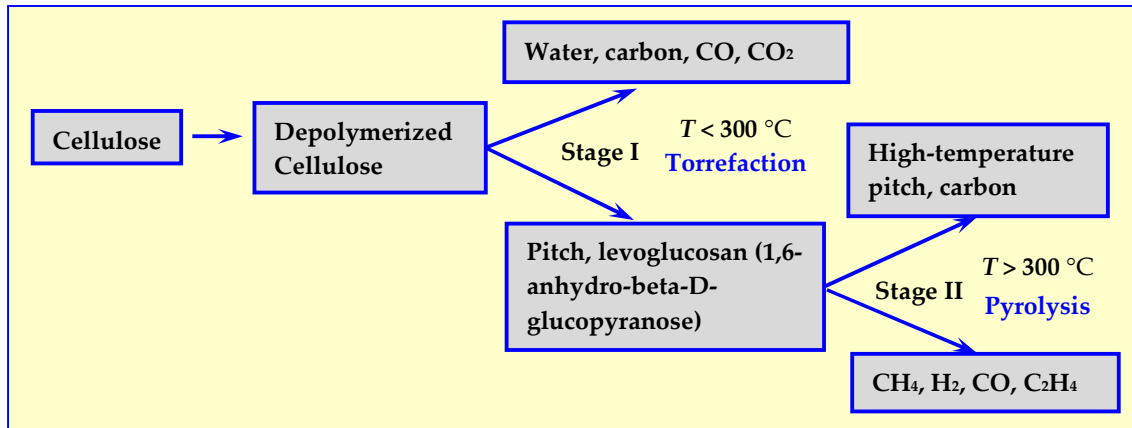 Water, carbon, CO, CO₂
Cellulose
Depolymerized
Cellulose
Stage I
T < 300 °C
Torrefaction
High-temperature
pitch, carbon
Pitch, levoglucosan (1,6-
anhydro-beta-D-
glucopyranose)
Stage II
T > 300 °C
Pyrolysis
CH₄, H₂, CO, C₂H₄